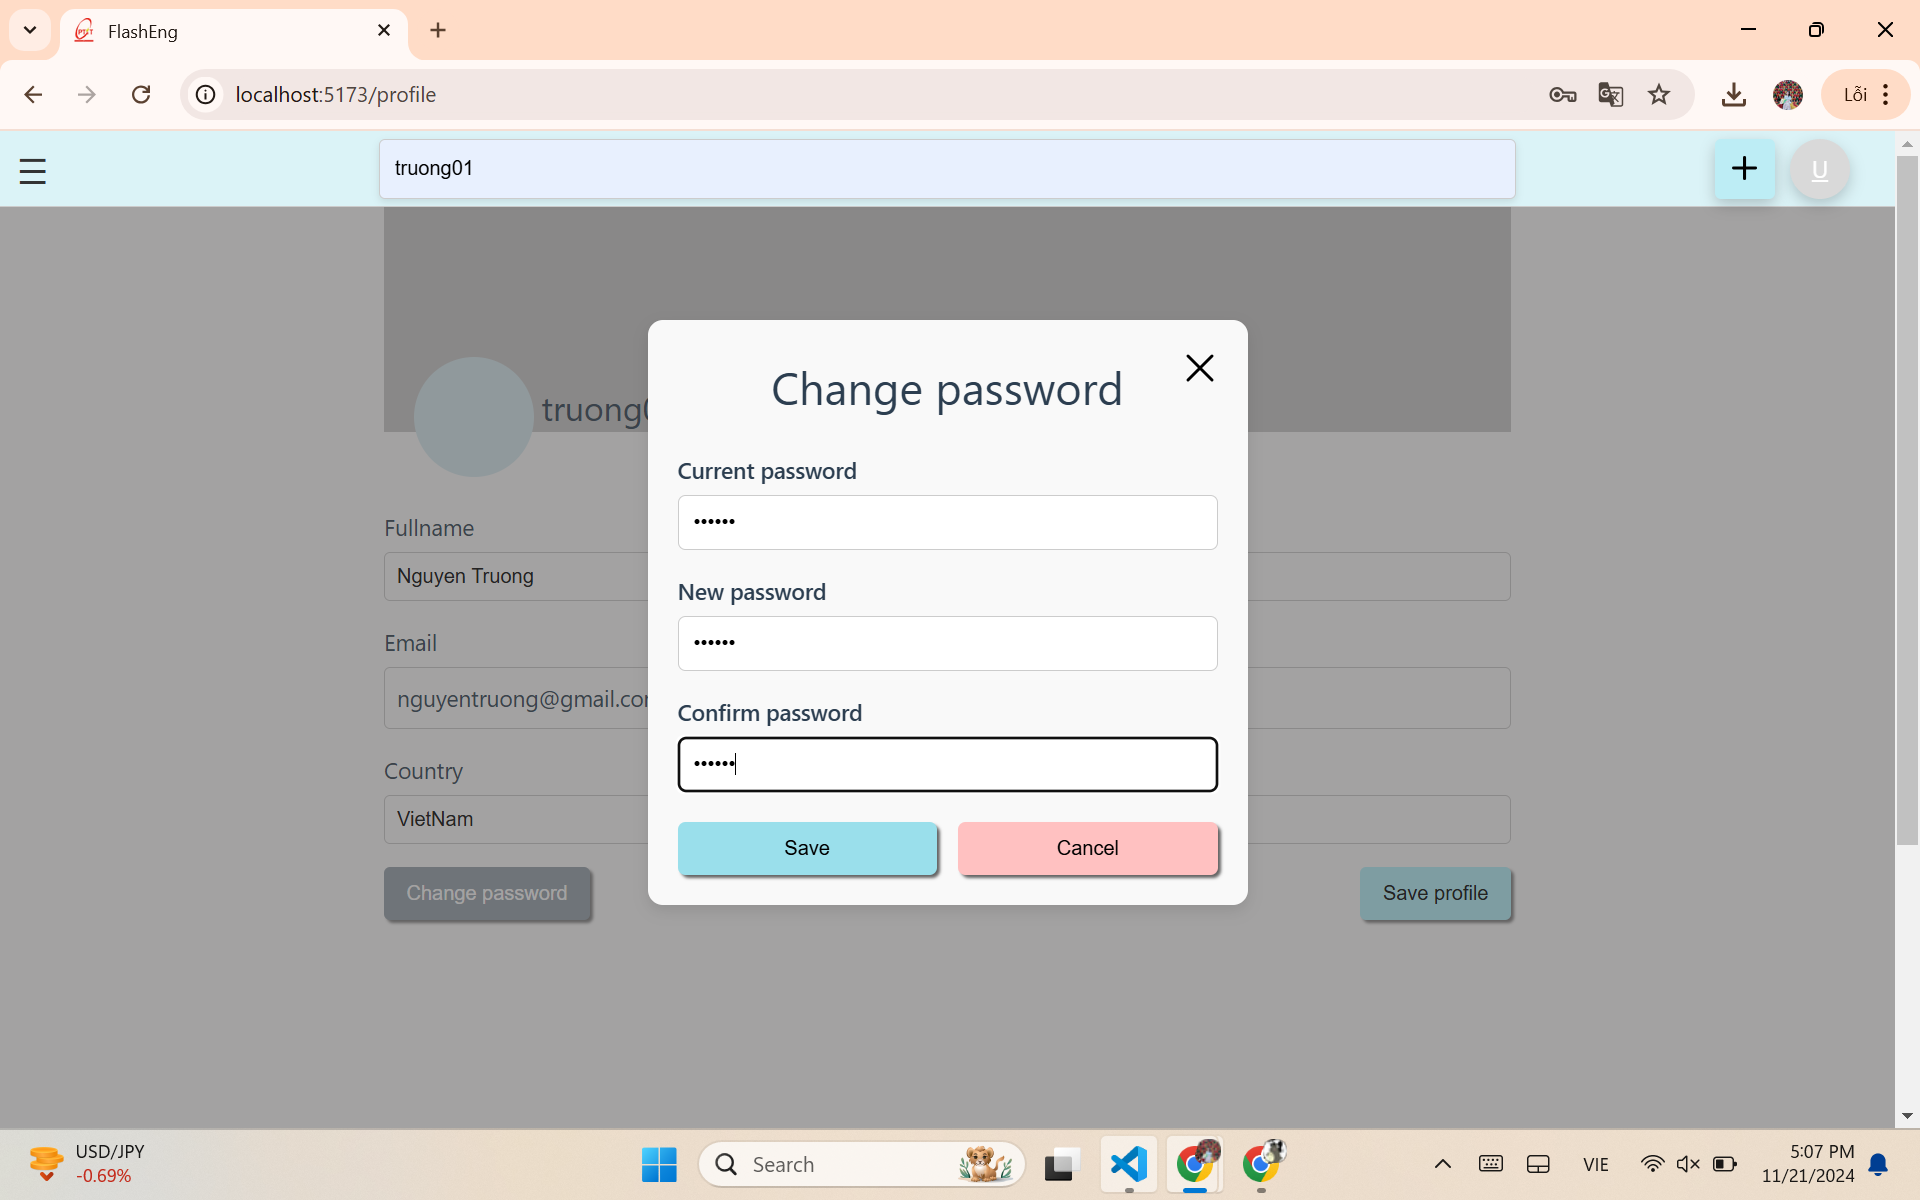 FlashEng
localhost:5173/profile
Lỗi
truong01
U
Change password
Current password
••••••
New password
••••••
Confirm password
••••••
Save
Cancel
Fullname
Nguyen Truong
Email
nguyentruong@gmail.co
Country
VietNam
Change password
Save profile
USD/JPY
-0.69%
Search
VIE
5:07 PM
11/21/2024